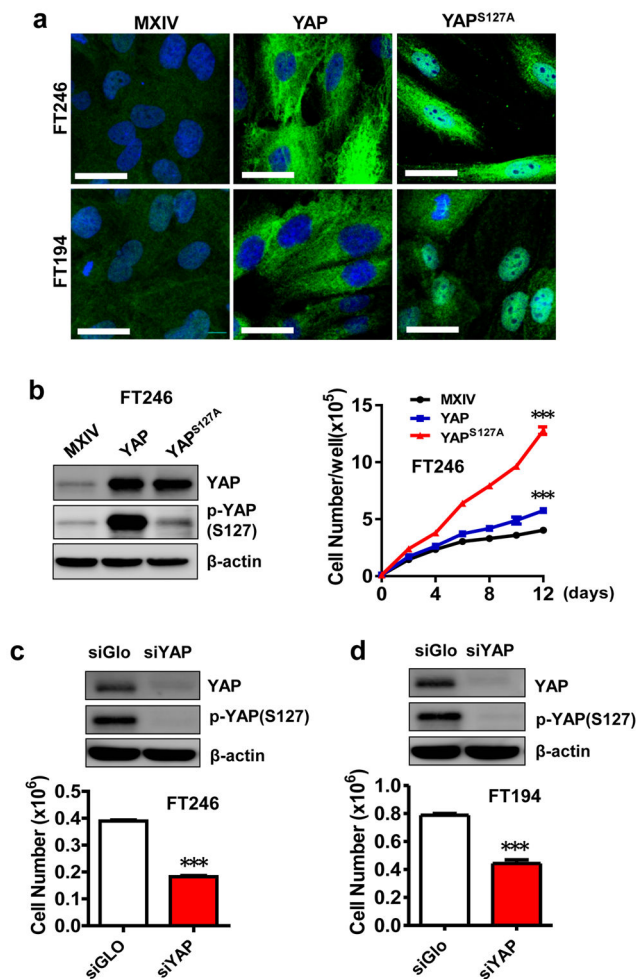 a
MXIV YAP YAP^S127A
FT246
FT194
b
FT246
MXIV YAP YAP^S127A
YAP
p-YAP
(S127)
β-actin
Cell Number/well(x10^5)
15
10
5
0
0 4 8 12 (days)
MXIV
YAP
YAP^S127A
FT246
***
***
c
siGlo siYAP
YAP
p-YAP(S127)
β-actin
Cell Number (x10^6)
0.5
0.4
0.3
0.2
0.1
0.0
FT246
***
siGLO siYAP
d
siGlo siYAP
YAP
p-YAP(S127)
β-actin
Cell Number (x10^6)
1.0
0.8
0.6
0.4
0.2
0.0
FT194
***
siGlo siYAP